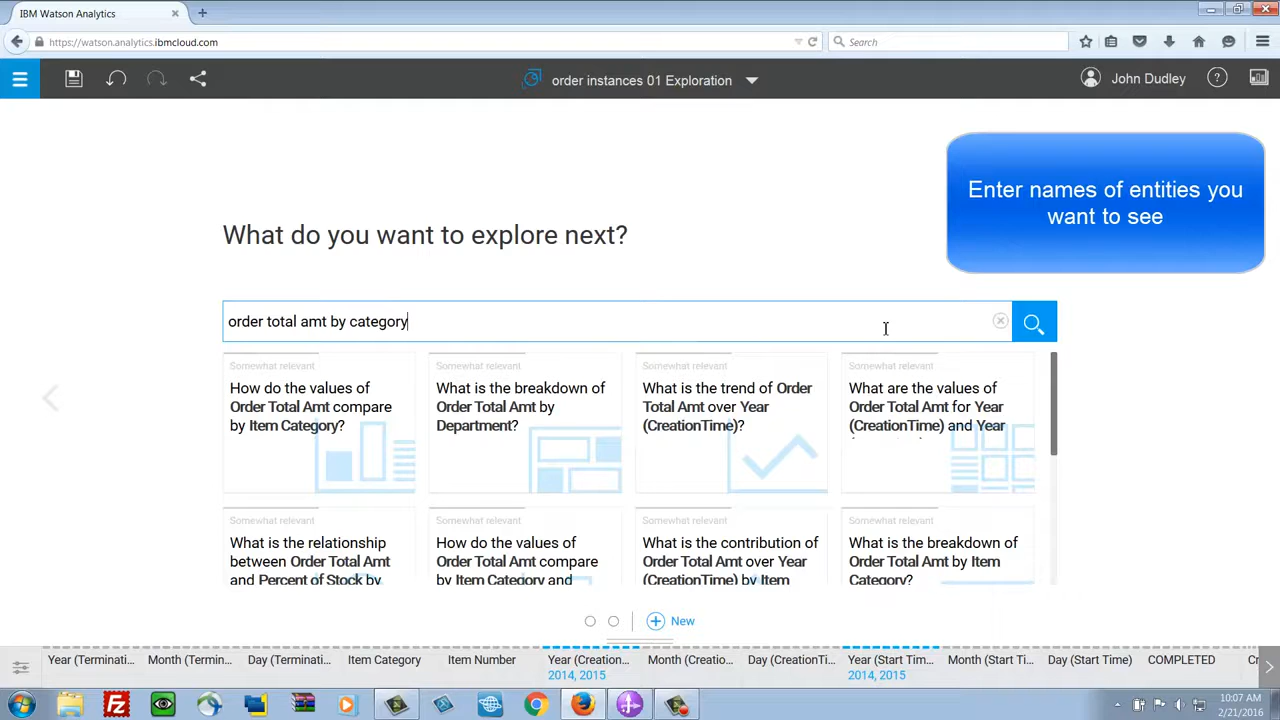 IBM Watson Analytics
https://watson.analytics.ibmcloud.com
Search
order instances 01 Exploration
John Dudley
Enter names of entities you
want to see
What do you want to explore next?
order total amt by category
Somewhat relevant
How do the values of
Order Total Amt compare
by Item Category?
Somewhat relevant
What is the breakdown of
Order Total Amt by
Department?
Somewhat relevant
What is the trend of Order
Total Amt over Year
(CreationTime)?
Somewhat relevant
What are the values of
Order Total Amt for Year
(CreationTime) and Year
Somewhat relevant
What is the relationship
between Order Total Amt
and Percent of Stock by
Somewhat relevant
How do the values of
Order Total Amt compare
by Item Category and
Somewhat relevant
What is the contribution of
Order Total Amt over Year
(CreationTime) by Item
Somewhat relevant
What is the breakdown of
Order Total Amt by Item
Category?
New
Year (Terminati...
Month (Termin...
Day (Terminati...
Item Category
Item Number
Year (Creation...
2014, 2015
Month (Creatio...
Day (CreationTi...
Year (Start Tim...
2014, 2015
Month (Start Ti...
Day (Start Time)
COMPLETED
10:07 AM
2/21/2016